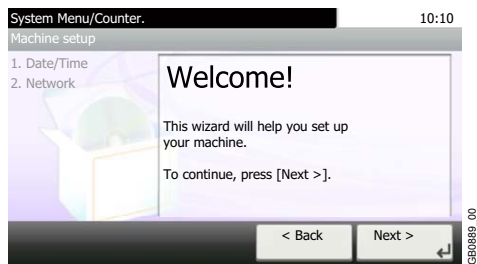 System Menu/Counter.
10:10
Machine setup
1. Date/Time
2. Network
Welcome!
This wizard will help you set up
your machine.
To continue, press [Next >].
< Back
Next >
GB0889_00